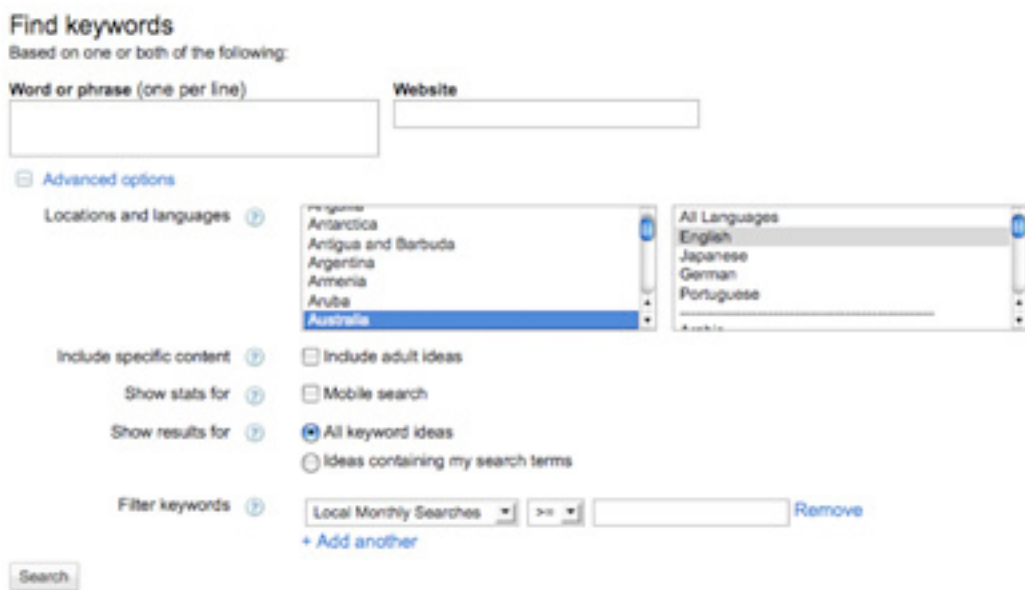 Find keywords
Based on one or both of the following:
Word or phrase (one per line)
Website
Advanced options
Locations and languages
Anguilla
Antarctica
Antigua and Barbuda
Argentina
Armenia
Aruba
Australia
All Languages
English
Japanese
German
Portuguese
Include specific content ? Include adult ideas
Show stats for ? Mobile search
Show results for ? All keyword ideas
Ideas containing my search terms
Filter keywords ? Local Monthly Searches >= Remove
+ Add another
Search